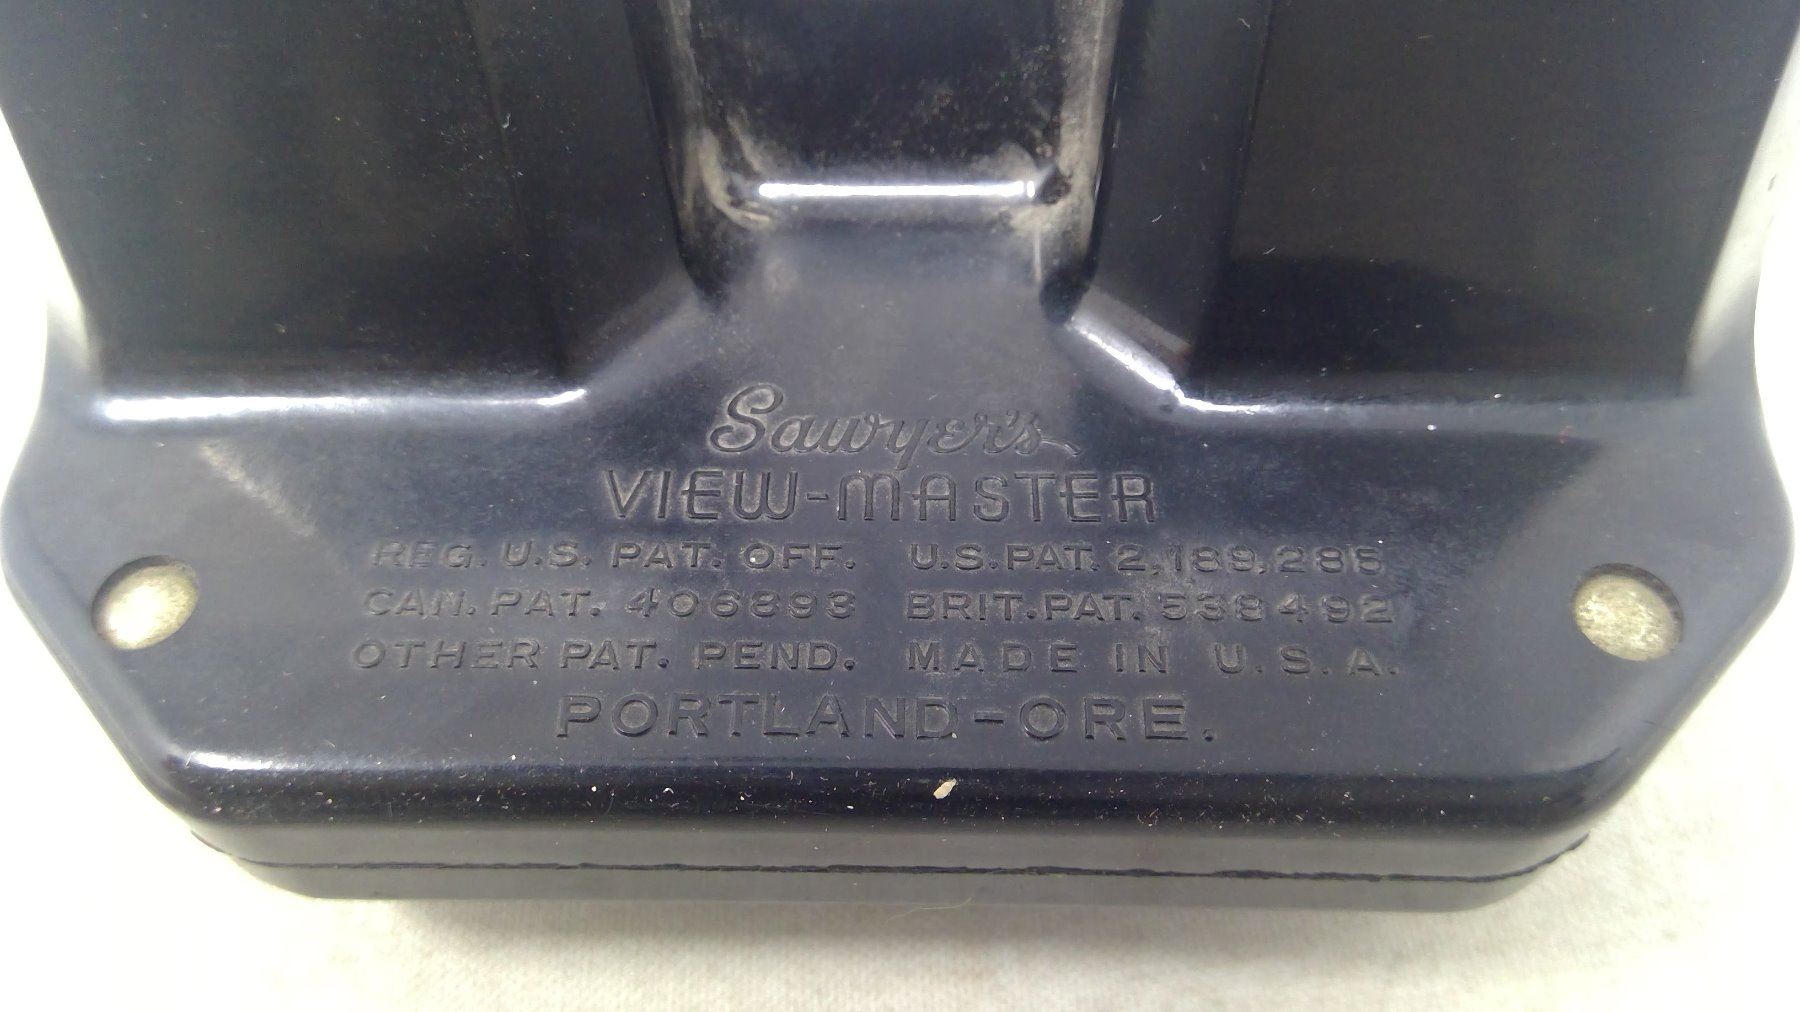 Sawyer's
VIEW-MASTER
REG. U.S. PAT. OFF. U.S. PAT. 2,189,285
CAN. PAT. 406893 BRIT. PAT. 538492
OTHER PAT. PEND. MADE IN U.S.A.
PORTLAND-ORE.